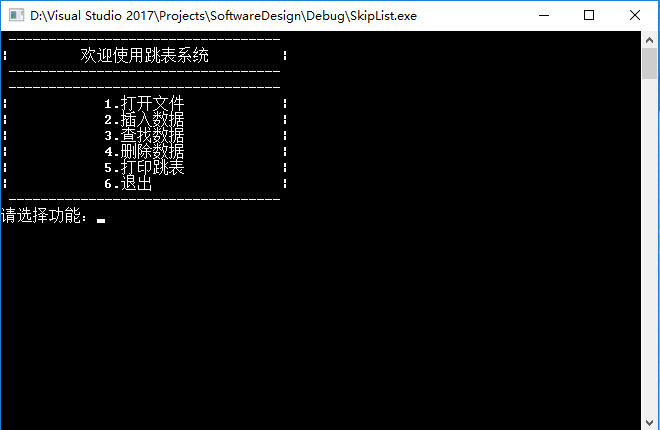 D:\Visual Studio 2017\Projects\SoftwareDesign\Debug\SkipList.exe
----------------------------------
¦ 欢迎使用跳表系统 ¦
----------------------------------
----------------------------------
¦ 1.打开文件 ¦
¦ 2.插入数据 ¦
¦ 3.查找数据 ¦
¦ 4.删除数据 ¦
¦ 5.打印跳表 ¦
¦ 6.退出 ¦
----------------------------------
请选择功能：